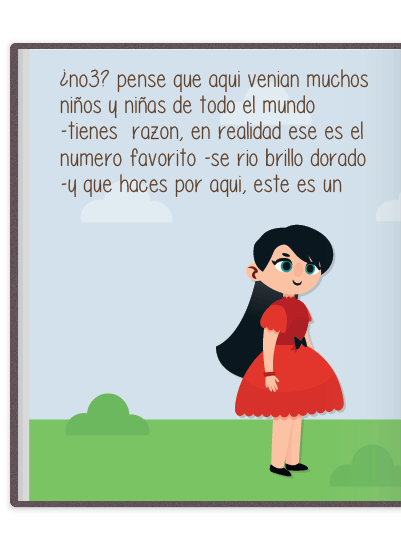 ¿no3? pense que aqui venian muchos
niños y niñas de todo el mundo
-tienes razon, en realidad ese es el
numero favorito -se rio brillo dorado
-y que haces por aqui, este es un